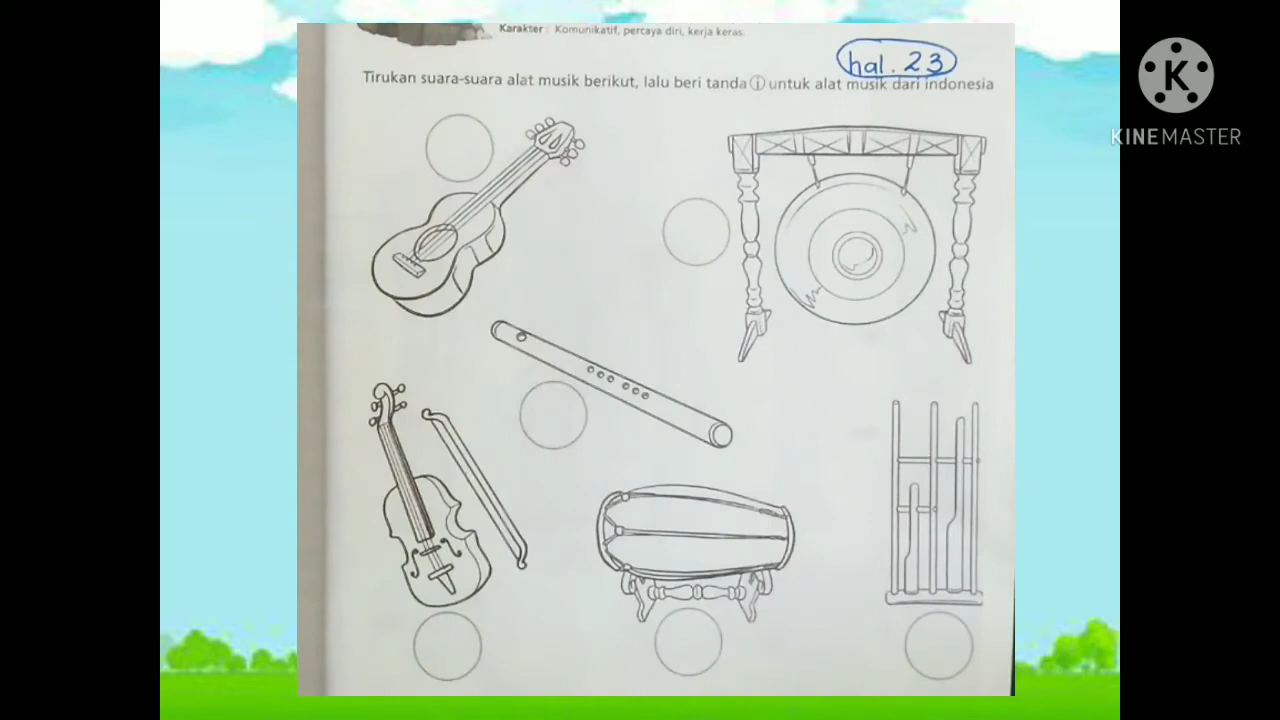 Karakter : Komunikatif, percaya diri, kerja keras.
hal. 23
Tirukan suara-suara alat musik berikut, lalu beri tanda i untuk alat musik dari indonesia
K
KINEMASTER